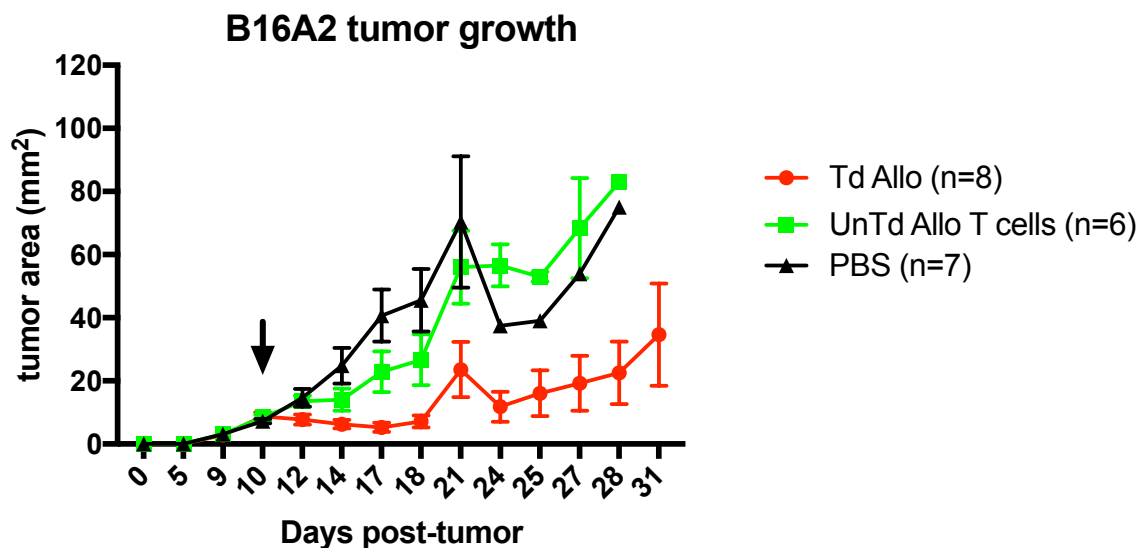 B16A2 tumor growth
120
100
80
60
40
20
0
tumor area (mm²)
0 5 9 10 12 14 17 18 21 24 25 27 28 31
Days post-tumor
Td Allo (n=8)
UnTd Allo T cells (n=6)
PBS (n=7)